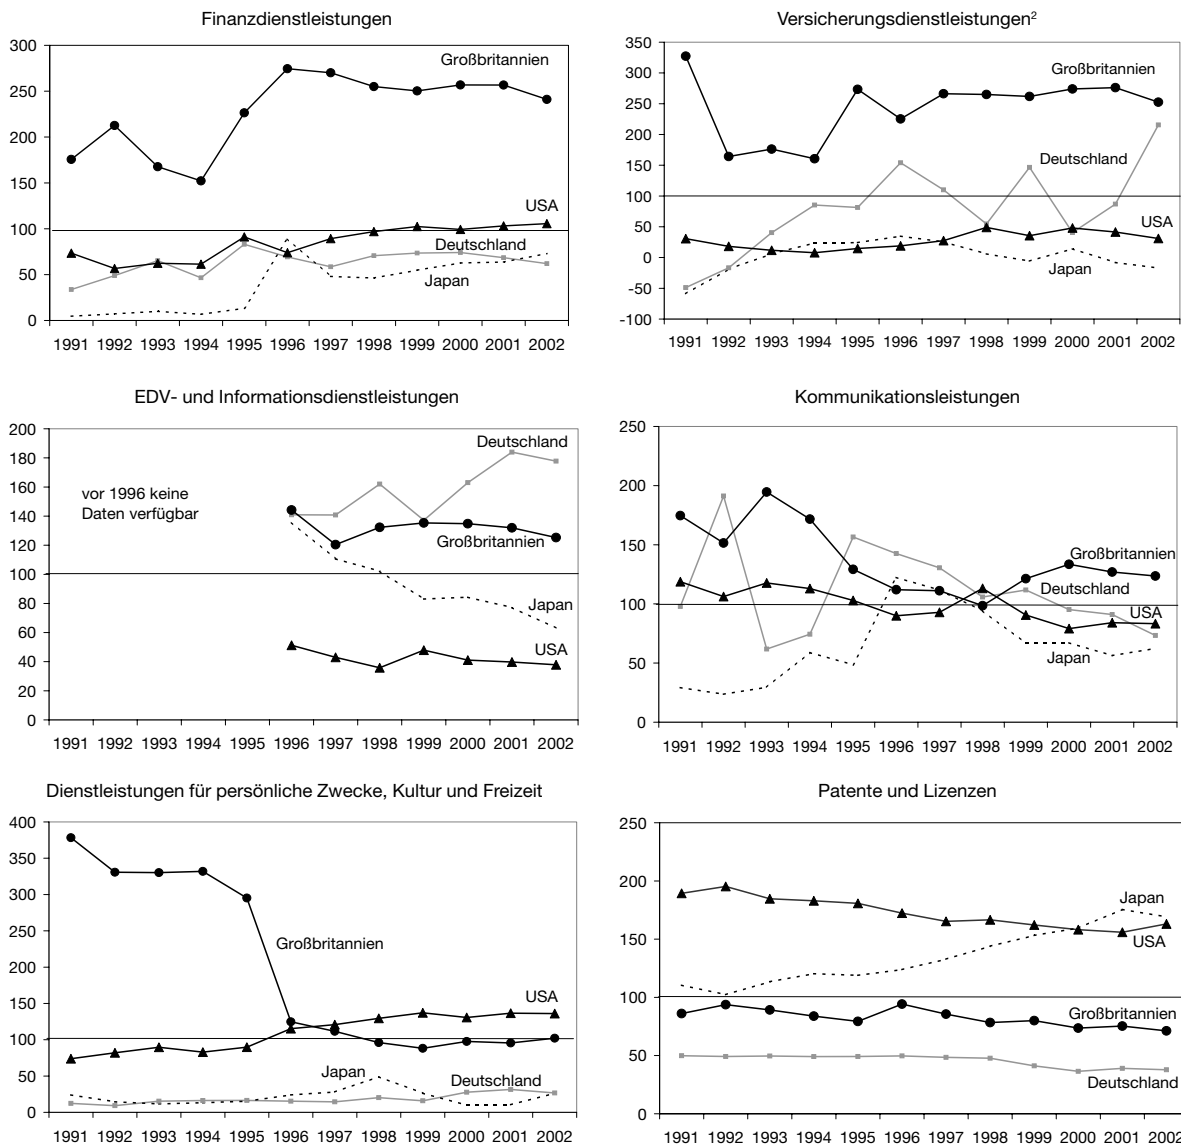 Finanzdienstleistungen
300
250
200
150
100
50
0
Großbritannien
USA
Deutschland
Japan
1991 1992 1993 1994 1995 1996 1997 1998 1999 2000 2001 2002
Versicherungsdienstleistungen²
350
300
250
200
150
100
50
0
-50
-100
Großbritannien
Deutschland
USA
Japan
1991 1992 1993 1994 1995 1996 1997 1998 1999 2000 2001 2002
EDV- und Informationsdienstleistungen
200
180
160
140
120
100
80
60
40
20
0
vor 1996 keine
Daten verfügbar
Deutschland
Großbritannien
Japan
USA
1991 1992 1993 1994 1995 1996 1997 1998 1999 2000 2001 2002
Kommunikationsleistungen
250
200
150
100
50
0
Großbritannien
Deutschland
USA
Japan
1991 1992 1993 1994 1995 1996 1997 1998 1999 2000 2001 2002
Dienstleistungen für persönliche Zwecke, Kultur und Freizeit
400
350
300
250
200
150
100
50
0
Großbritannien
USA
Japan
Deutschland
1991 1992 1993 1994 1995 1996 1997 1998 1999 2000 2001 2002
Patente und Lizenzen
250
200
150
100
50
0
Japan
USA
Großbritannien
Deutschland
1991 1992 1993 1994 1995 1996 1997 1998 1999 2000 2001 2002